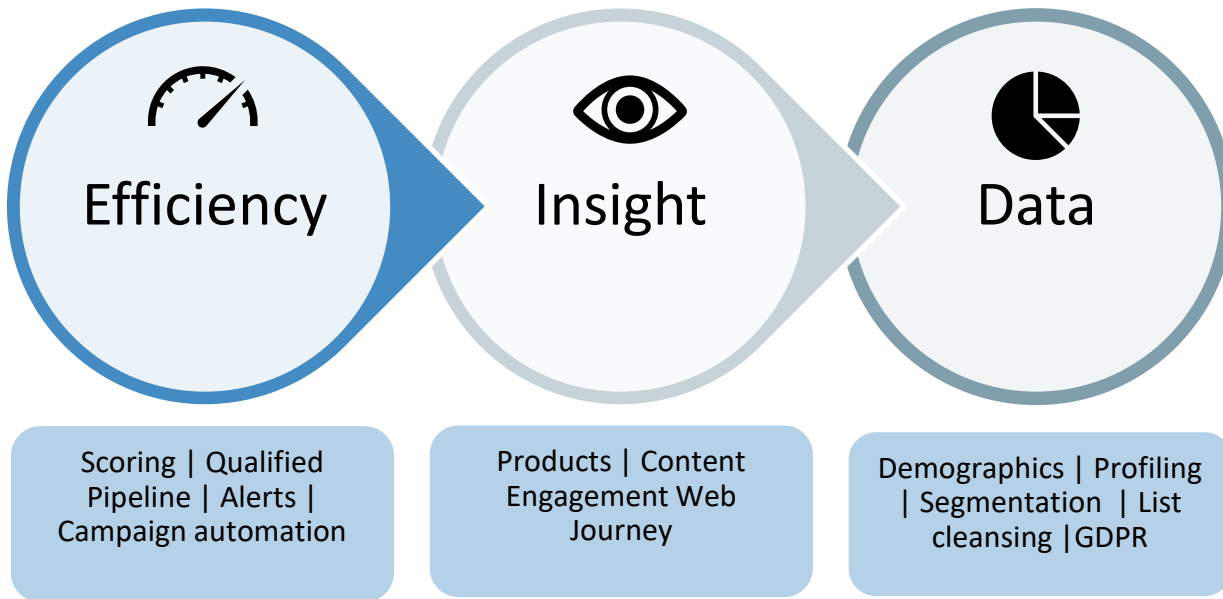 Efficiency
Insight
Data
Scoring | Qualified
Pipeline | Alerts |
Campaign automation
Products | Content
Engagement Web
Journey
Demographics | Profiling
| Segmentation  | List
cleansing |GDPR